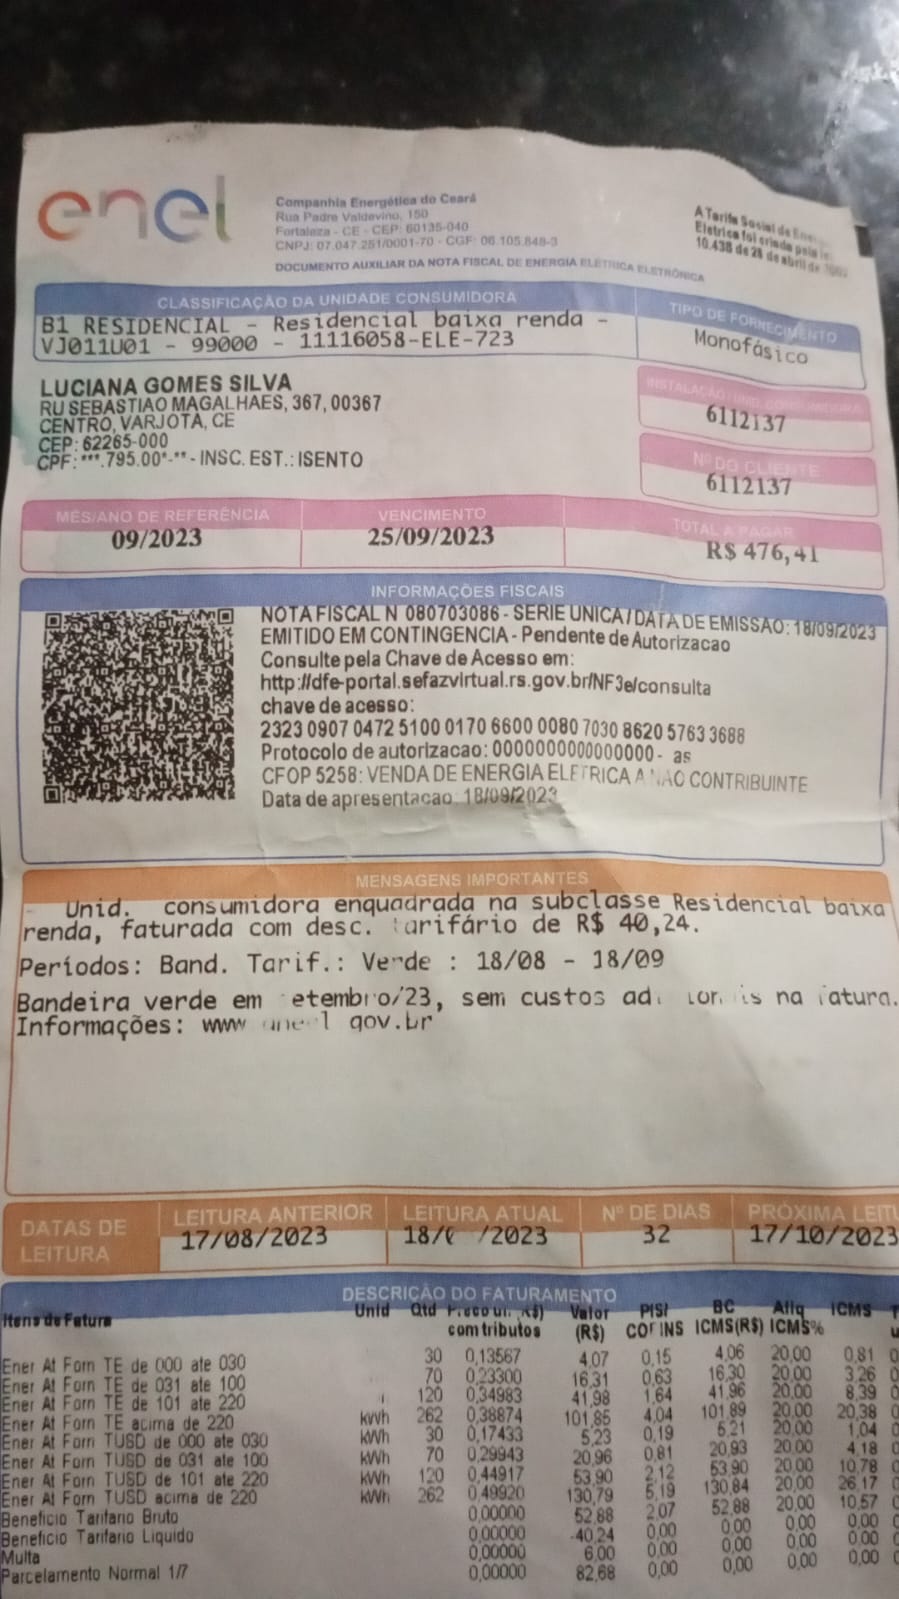 enel
Companhia Energética do Ceará
Rua Padre Valdevino, 150
Fortaleza - CE - CEP: 60135-040
CNPJ: 07.047.251/0001-70 - CGF: 06.105.848-3
DOCUMENTO AUXILIAR DA NOTA FISCAL DE ENERGIA ELÉTRICA ELETRÔNICA
A Tarifa Social de
Elétrica foi criada pela
10.438 de 26 de abril de
CLASSIFICAÇÃO DA UNIDADE CONSUMIDORA
B1 RESIDENCIAL - Residencial baixa renda -
VJ011U01 - 99000 - 11116058-ELE-723
TIPO DE FORNECIMENTO
Monofásico
LUCIANA GOMES SILVA
RU SEBASTIAO MAGALHAES, 367, 00367
CENTRO, VARJOTA, CE
CEP: 62265-000
CPF: ***.795.00*-** - INSC. EST.: ISENTO
INSTALAÇÃO / UNID. CONSUMIDORA
6112137
Nº DO CLIENTE
6112137
MÊS/ANO DE REFERÊNCIA
09/2023
VENCIMENTO
25/09/2023
TOTAL A PAGAR
R$ 476,41
INFORMAÇÕES FISCAIS
NOTA FISCAL N 080703086 - SERIE UNICA / DATA DE EMISSÃO: 18/09/2023
EMITIDO EM CONTINGENCIA - Pendente de Autorizacao
Consulte pela Chave de Acesso em:
http://dfe-portal.sefazvirtual.rs.gov.br/NF3e/consulta
chave de acesso:
2323 0907 0472 5100 0170 6600 0080 7030 8620 5763 3688
Protocolo de autorizacao: 0000000000000000 - as
CFOP 5258: VENDA DE ENERGIA ELETRICA A NAO CONTRIBUINTE
Data de apresentacao: 18/09/2023
MENSAGENS IMPORTANTES
- Unid. consumidora enquadrada na subclasse Residencial baixa
renda, faturada com desc. tarifário de R$ 40,24.
Períodos: Band. Tarif.: Verde : 18/08 - 18/09
Bandeira verde em etembro/23, sem custos na fatura.
Informações: www gov.br
DATAS DE LEITURA
LEITURA ANTERIOR
17/08/2023
LEITURA ATUAL
18/0 /2023
Nº DE DIAS
32
PRÓXIMA LEITU
17/10/2023
DESCRIÇÃO DO FATURAMENTO
Itens de Fatura Unid Qtd Preco un. R$) com tributos Valor (R$) PIS/ COFINS BC ICMS(R$) Aliq ICMS% ICMS
Ener At Forn TE de 000 ate 030 30 0,13567 4,07 0,15 4,06 20,00 0,81
Ener At Forn TE de 031 ate 100 70 0,23300 16,31 0,63 16,30 20,00 3,26
Ener At Forn TE de 101 ate 220 120 0,34983 41,98 1,64 41,96 20,00 8,39
Ener At Forn TE acima de 220 kWh 262 0,38874 101,85 4,04 101,89 20,00 20,38
Ener At Forn TUSD de 000 ate 030 kWh 30 0,17433 5,23 0,19 5,21 20,00 1,04
Ener At Forn TUSD de 031 ate 100 kWh 70 0,29943 20,96 0,81 20,93 20,00 4,18
Ener At Forn TUSD de 101 ate 220 kWh 120 0,44917 53,90 2,12 53,90 20,00 10,78
Ener At Forn TUSD acima de 220 kWh 262 0,49920 130,79 5,19 130,84 20,00 26,17
Beneficio Tarifario Bruto 0,00000 52,88 2,07 52,88 20,00 10,57
Beneficio Tarifario Liquido 0,00000 -40,24 0,00 0,00 0,00 0,00
Multa 0,00000 6,00 0,00 0,00 0,00 0,00
Parcelamento Normal 1/7 0,00000 82,68 0,00 0,00 0,00 0,00